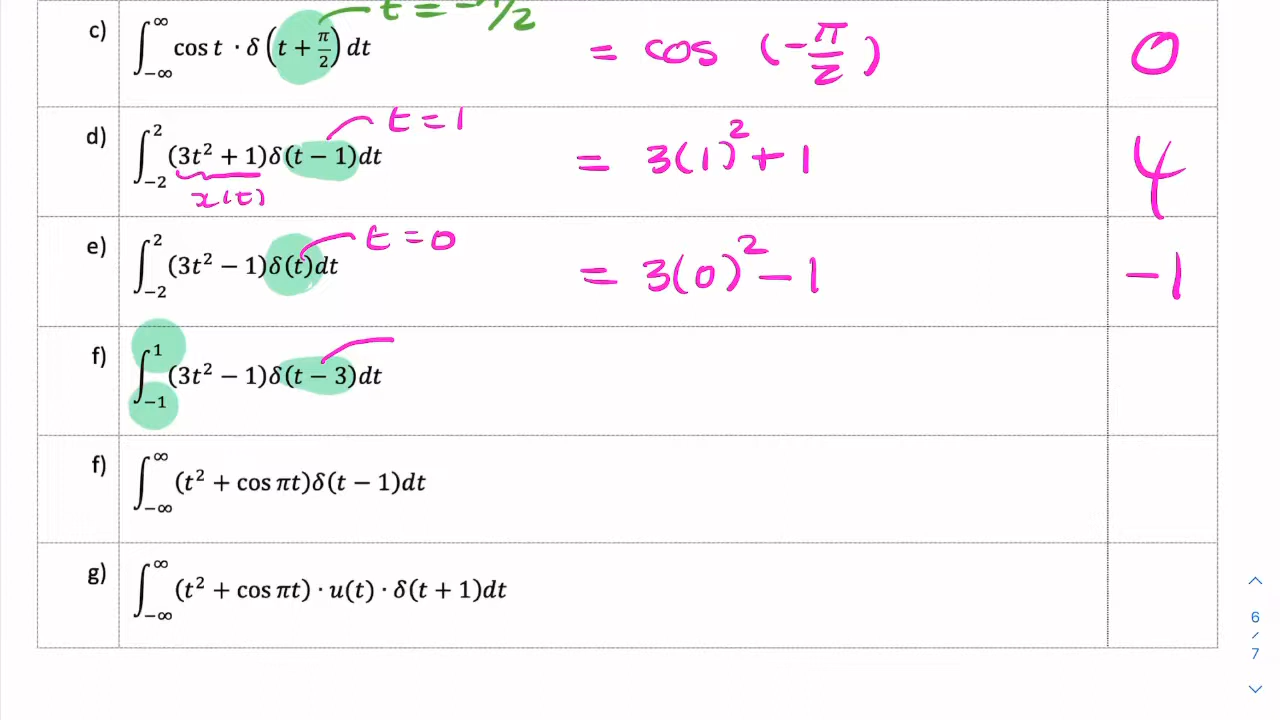 t = -π/2
c) ∫_{-∞}^{∞} cos t · δ(t + π/2) dt = cos (-π/2) 0
t = 1
d) ∫_{-2}^{2} (3t² + 1)δ(t − 1)dt = 3(1)² + 1 4
x(t)
t = 0
e) ∫_{-2}^{2} (3t² − 1)δ(t)dt = 3(0)² − 1 −1
f) ∫_{-1}^{1} (3t² − 1)δ(t − 3)dt
f) ∫_{-∞}^{∞} (t² + cos πt)δ(t − 1)dt
g) ∫_{-∞}^{∞} (t² + cos πt) · u(t) · δ(t + 1)dt
6
/
7